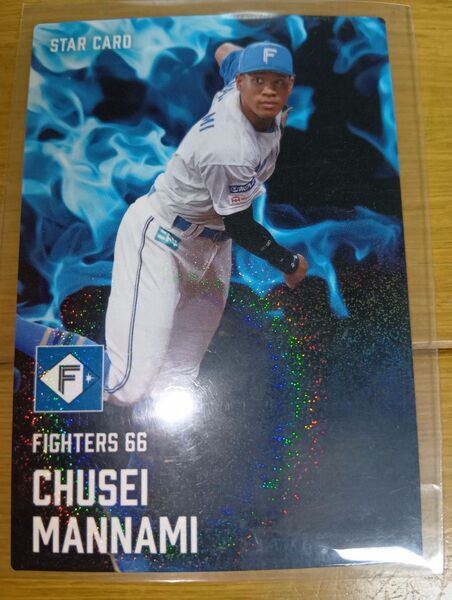 STAR CARD
F
F
FIGHTERS 66
CHUSEI
MANNAMI